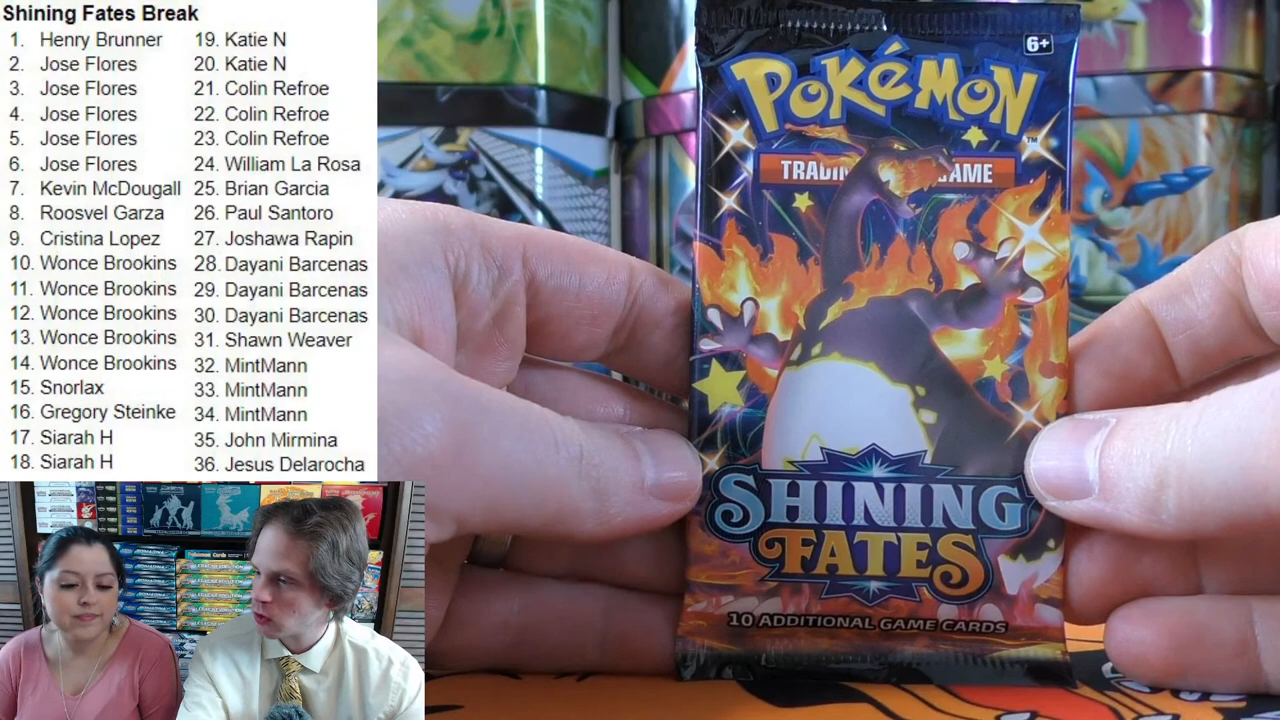 Shining Fates Break
1. Henry Brunner
2. Jose Flores
3. Jose Flores
4. Jose Flores
5. Jose Flores
6. Jose Flores
7. Kevin McDougall
8. Roosvel Garza
9. Cristina Lopez
10. Wonce Brookins
11. Wonce Brookins
12. Wonce Brookins
13. Wonce Brookins
14. Wonce Brookins
15. Snorlax
16. Gregory Steinke
17. Siarah H
18. Siarah H
19. Katie N
20. Katie N
21. Colin Refroe
22. Colin Refroe
23. Colin Refroe
24. William La Rosa
25. Brian Garcia
26. Paul Santoro
27. Joshawa Rapin
28. Dayani Barcenas
29. Dayani Barcenas
30. Dayani Barcenas
31. Shawn Weaver
32. MintMann
33. MintMann
34. MintMann
35. John Mirmina
36. Jesus Delarocha
6+
POKéMON
TM
TRADIN AME
SHINING
FATES
10 ADDITIONAL GAME CARDS